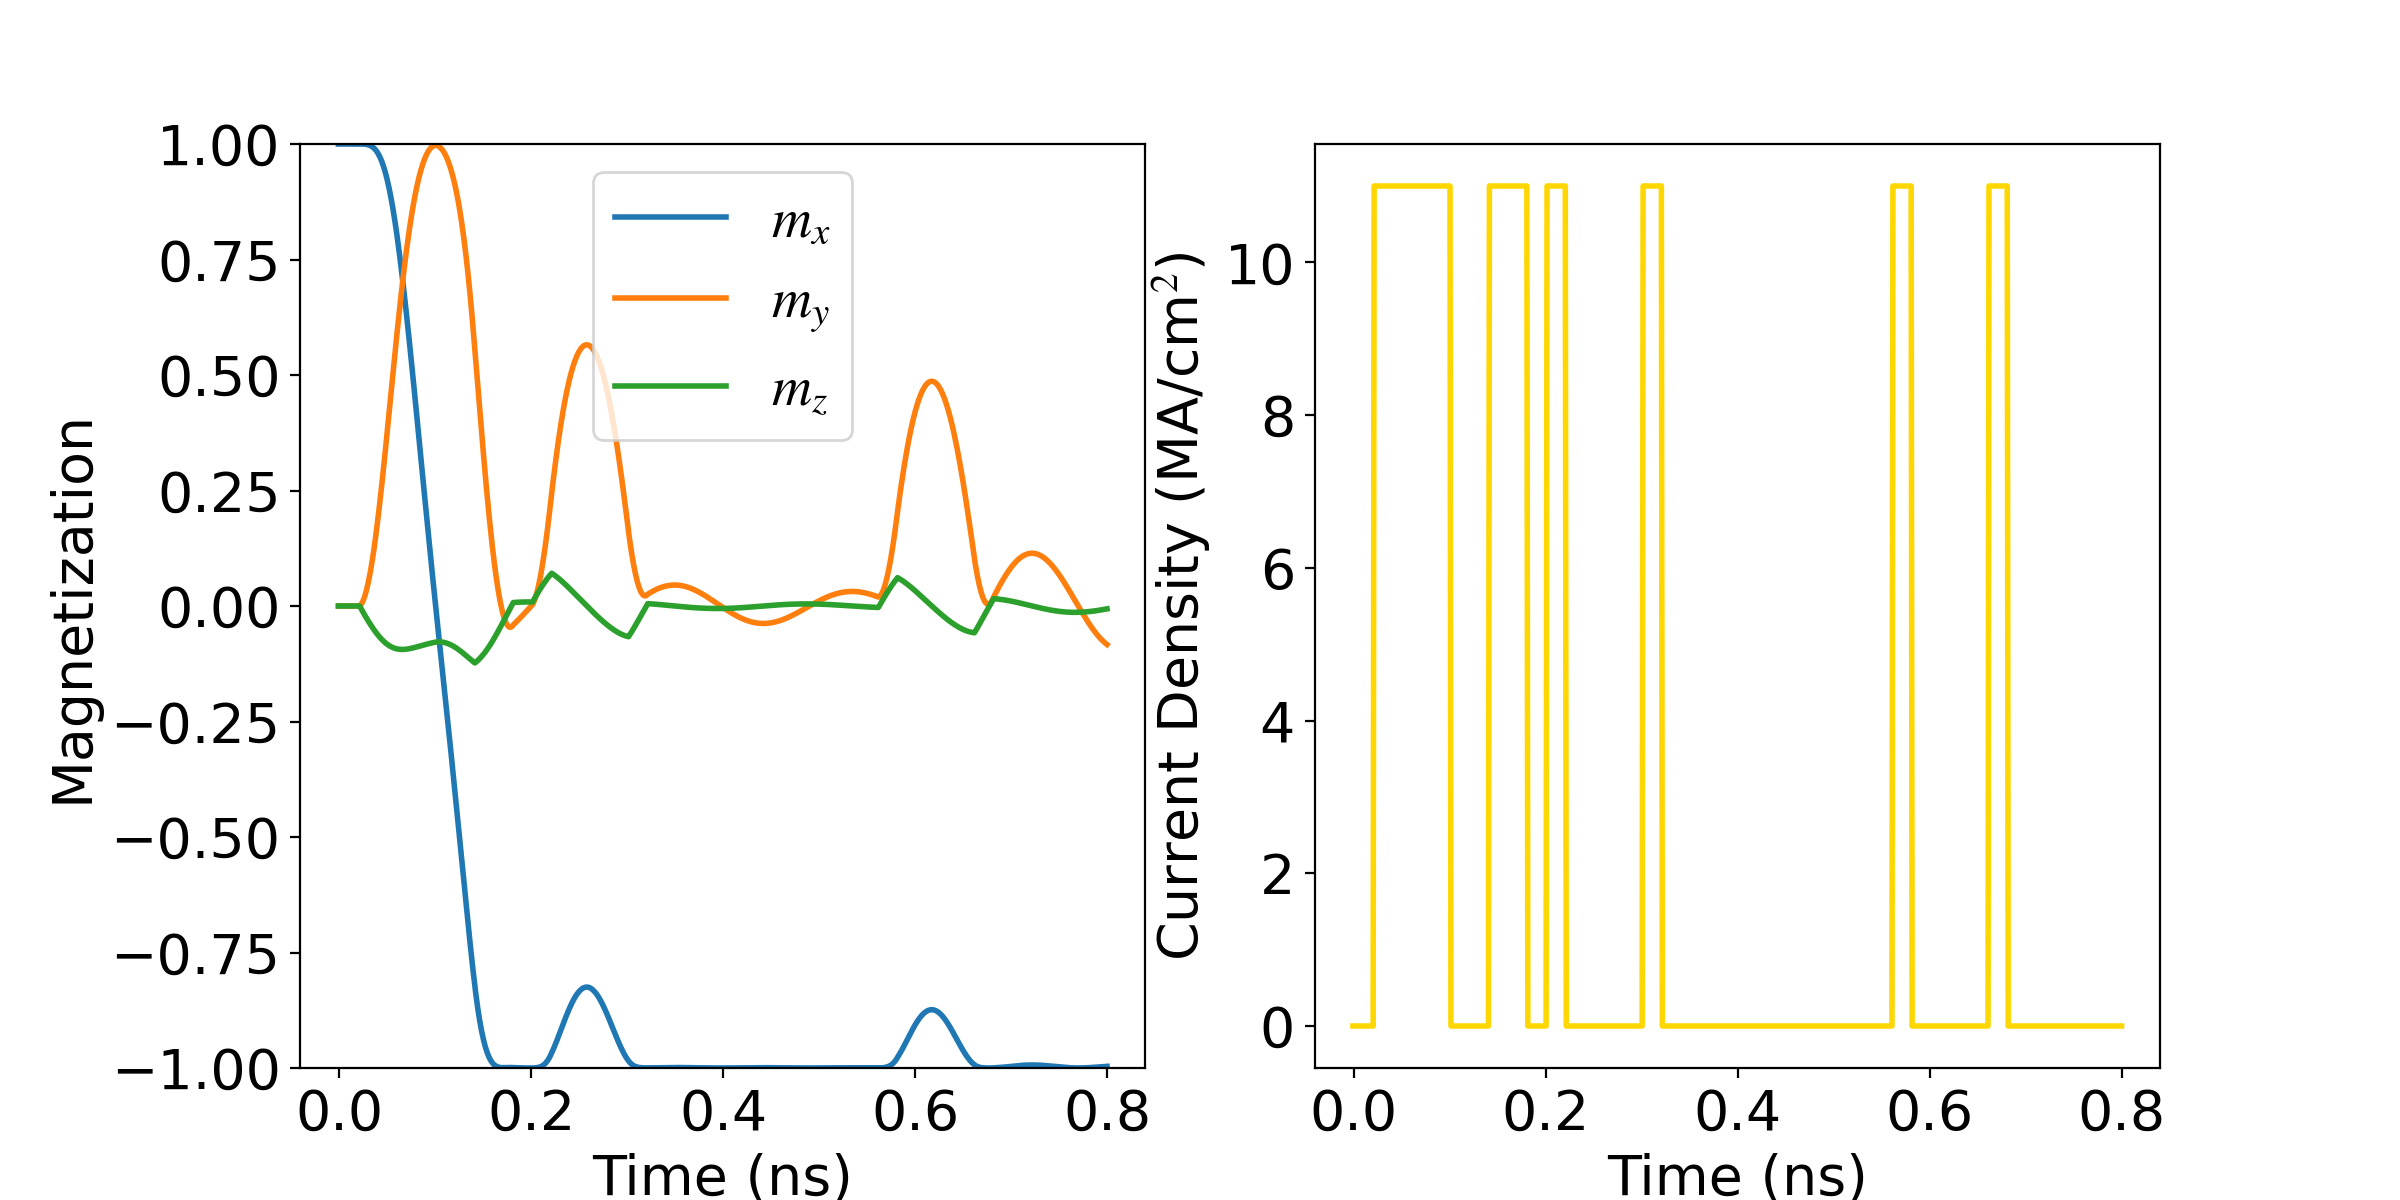 Magnetization
1.00
0.75
0.50
0.25
0.00
−0.25
−0.50
−0.75
−1.00
0.0 0.2 0.4 0.6 0.8
Time (ns)
m_x
m_y
m_z
Current Density (MA/cm²)
10
8
6
4
2
0
0.0 0.2 0.4 0.6 0.8
Time (ns)